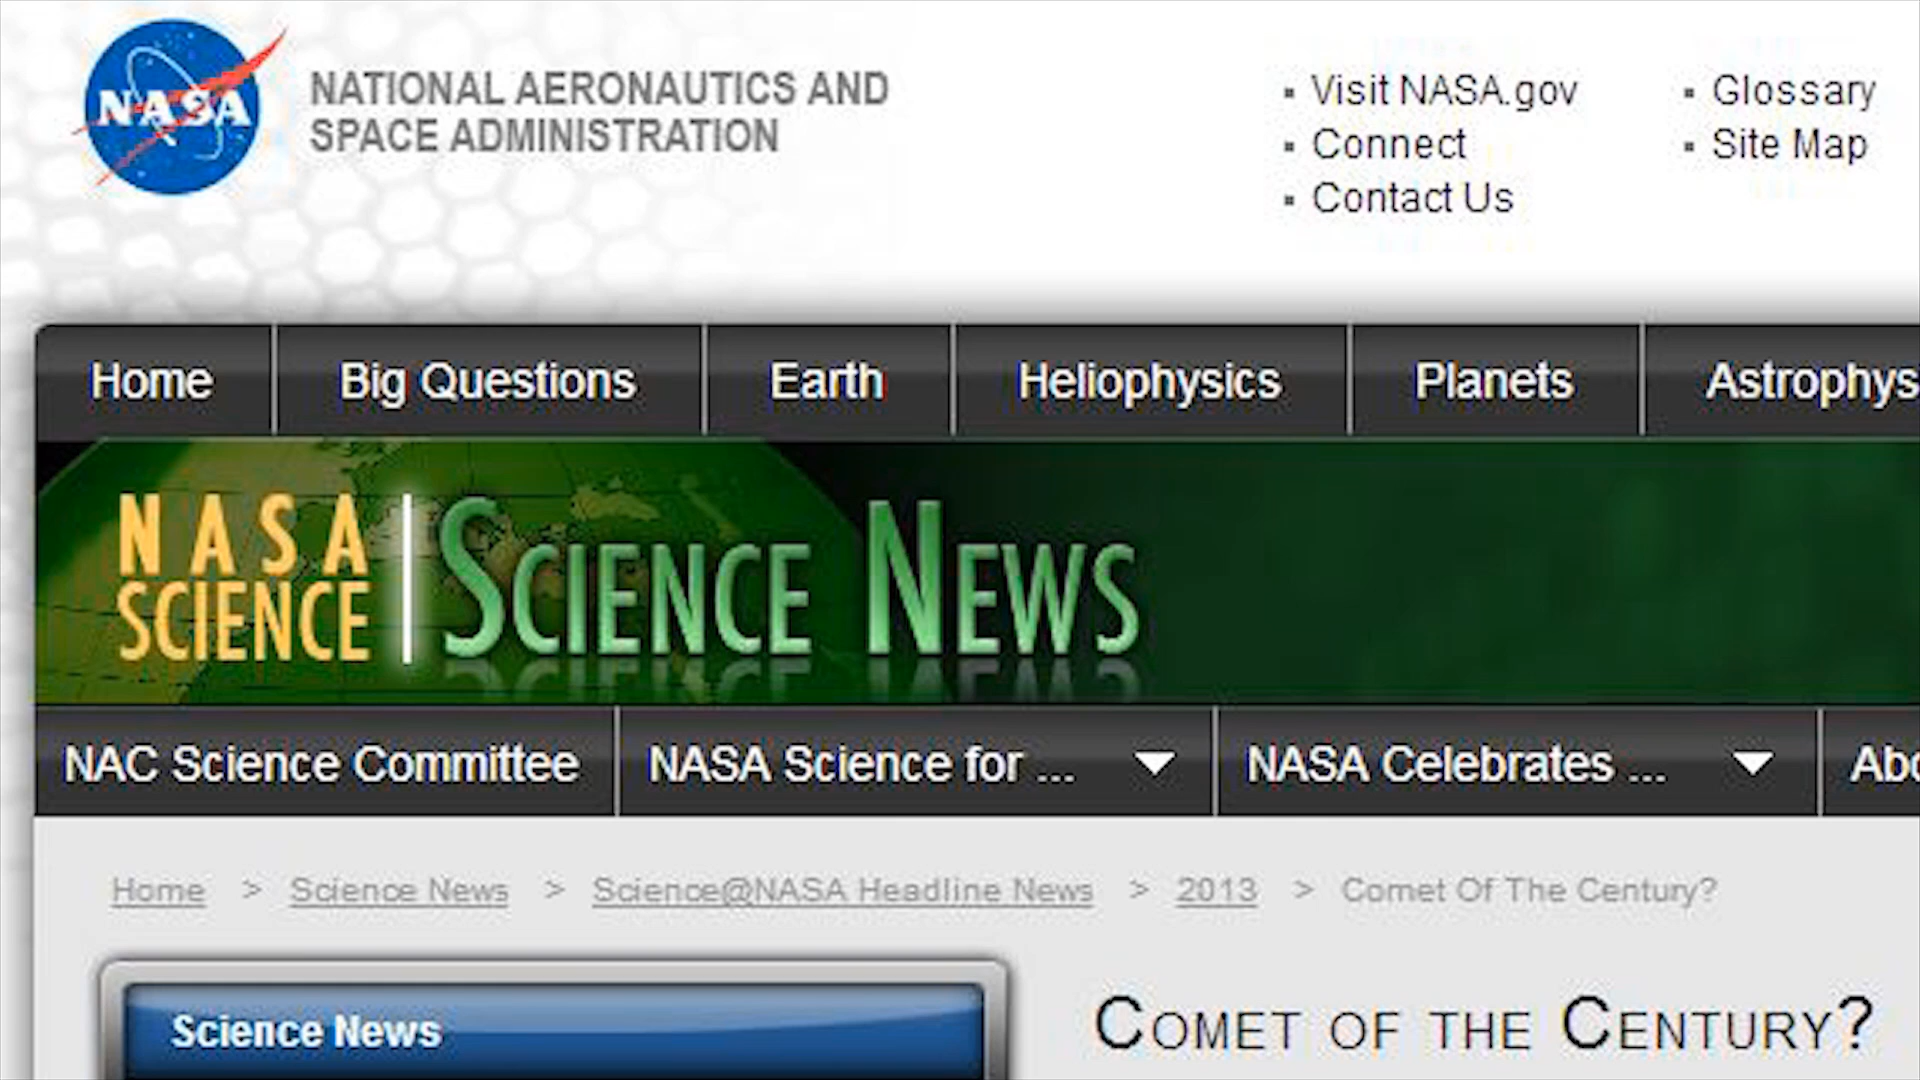 NASA
NATIONAL AERONAUTICS AND
SPACE ADMINISTRATION
Visit NASA.gov
Connect
Contact Us
Glossary
Site Map
Home
Big Questions
Earth
Heliophysics
Planets
Astrophys
NASA
SCIENCE
SCIENCE NEWS
NAC Science Committee
NASA Science for ...
NASA Celebrates ...
Abo
Home > Science News > Science@NASA Headline News > 2013 > Comet Of The Century?
Science News
COMET OF THE CENTURY?